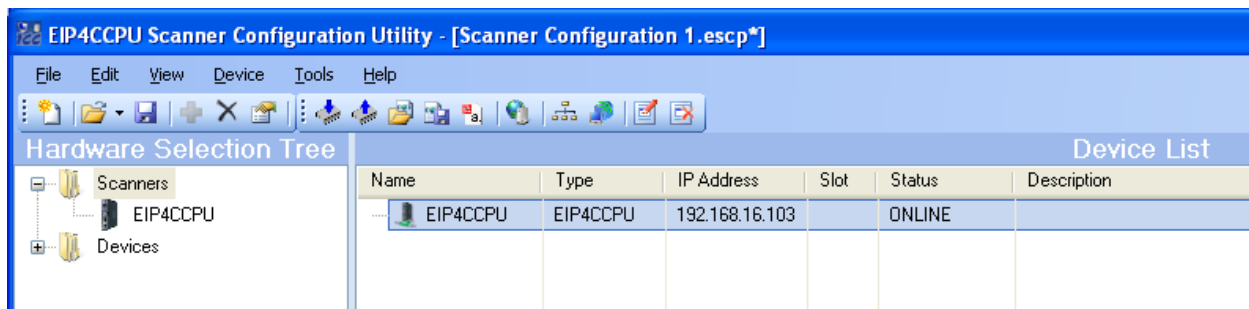 EIP4CCPU Scanner Configuration Utility - [Scanner Configuration 1.escp*]
File Edit View Device Tools Help
Hardware Selection Tree
Device List
Scanners
EIP4CCPU
Devices
Name Type IP Address Slot Status Description
EIP4CCPU EIP4CCPU 192.168.16.103 ONLINE